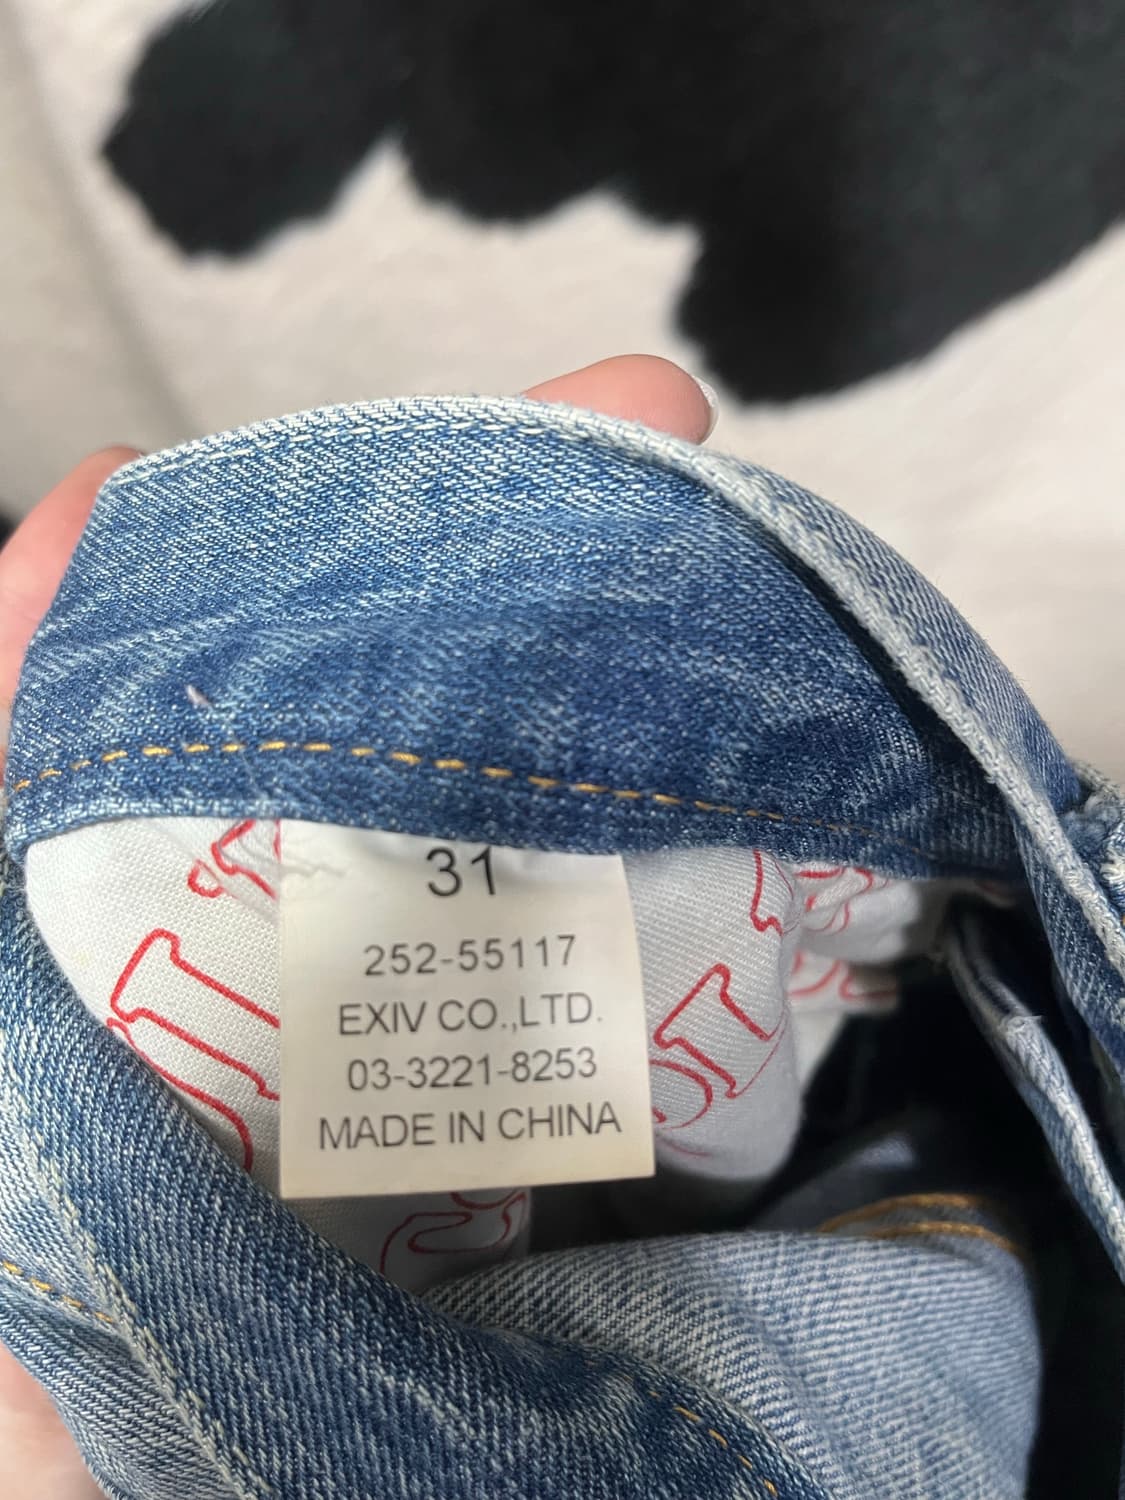 31
252-55117
EXIV CO.,LTD.
03-3221-8253
MADE IN CHINA